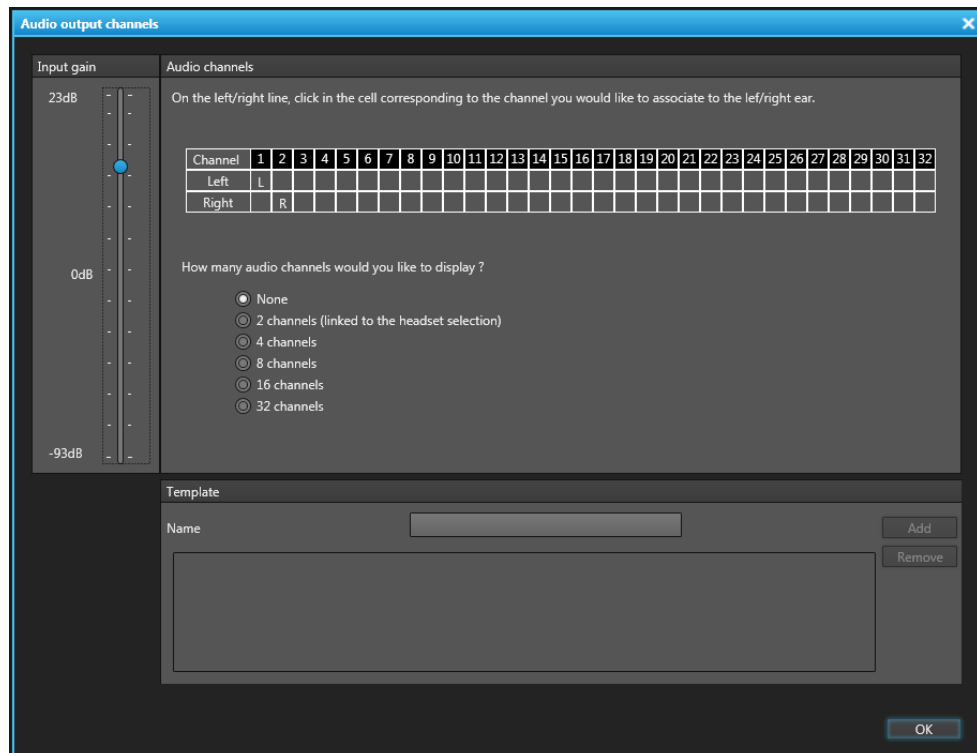 Audio output channels
Input gain
23dB
0dB
-93dB
Audio channels
On the left/right line, click in the cell corresponding to the channel you would like to associate to the lef/right ear.
Channel 1 2 3 4 5 6 7 8 9 10 11 12 13 14 15 16 17 18 19 20 21 22 23 24 25 26 27 28 29 30 31 32
Left L
Right R
How many audio channels would you like to display ?
None
2 channels (linked to the headset selection)
4 channels
8 channels
16 channels
32 channels
Template
Name
Add
Remove
OK